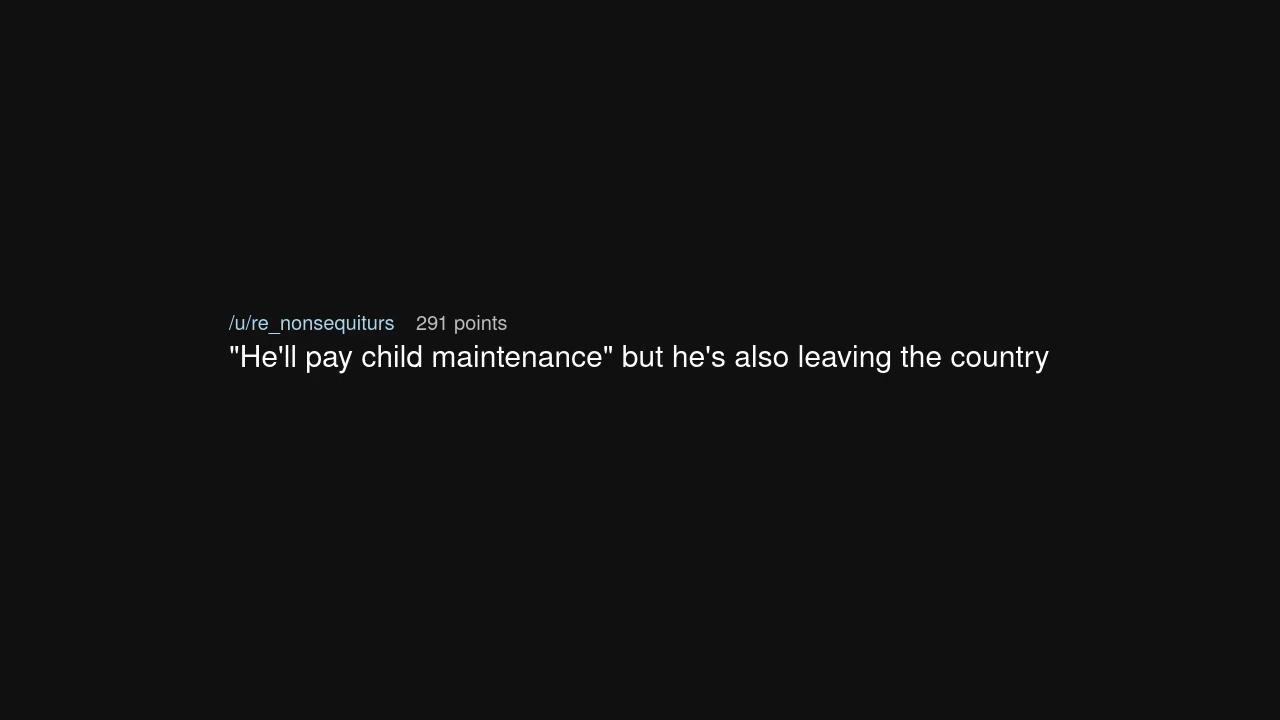 /u/re_nonsequiturs 291 points
"He'll pay child maintenance" but he's also leaving the country